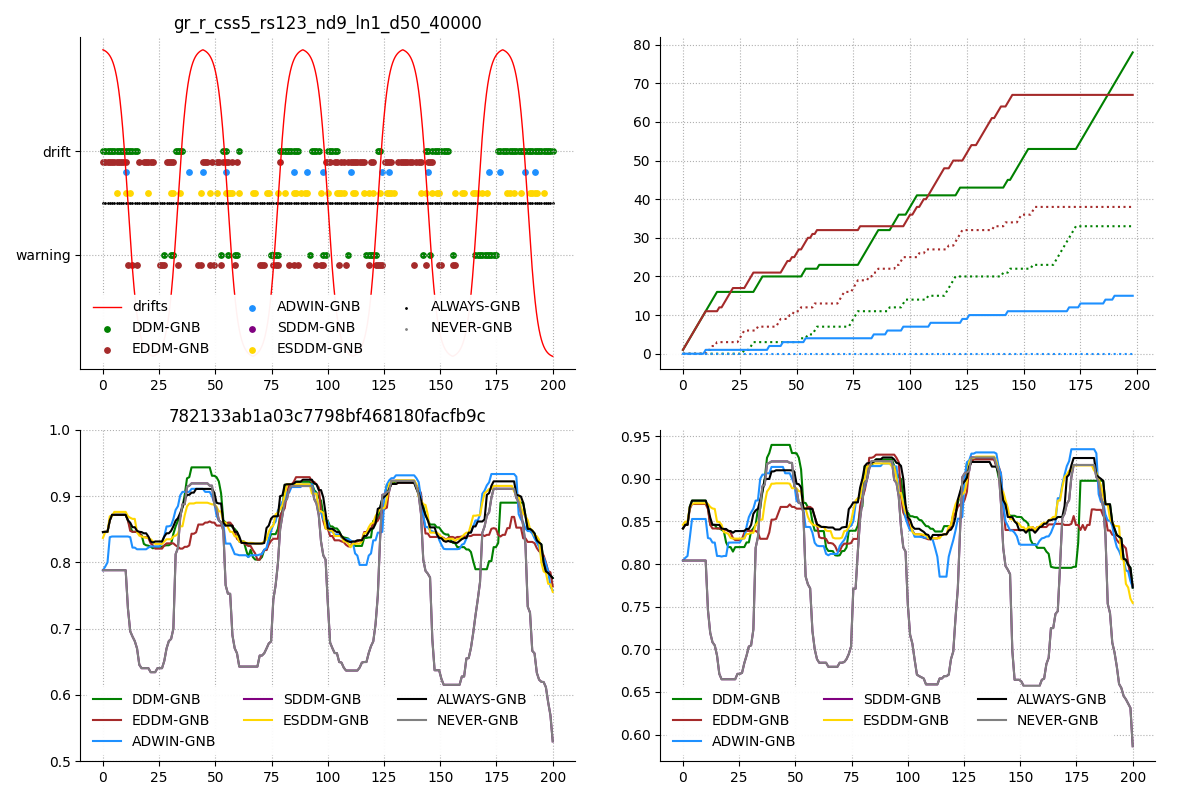 gr_r_css5_rs123_nd9_ln1_d50_40000
drift
warning
drifts
DDM-GNB
EDDM-GNB
ADWIN-GNB
SDDM-GNB
ESDDM-GNB
ALWAYS-GNB
NEVER-GNB
0 25 50 75 100 125 150 175 200
80
70
60
50
40
30
20
10
0
0 25 50 75 100 125 150 175 200
782133ab1a03c7798bf468180facfb9c
1.0
0.9
0.8
0.7
0.6
0.5
DDM-GNB
EDDM-GNB
ADWIN-GNB
SDDM-GNB
ESDDM-GNB
ALWAYS-GNB
NEVER-GNB
0 25 50 75 100 125 150 175 200
0.95
0.90
0.85
0.80
0.75
0.70
0.65
0.60
DDM-GNB
EDDM-GNB
ADWIN-GNB
SDDM-GNB
ESDDM-GNB
ALWAYS-GNB
NEVER-GNB
0 25 50 75 100 125 150 175 200